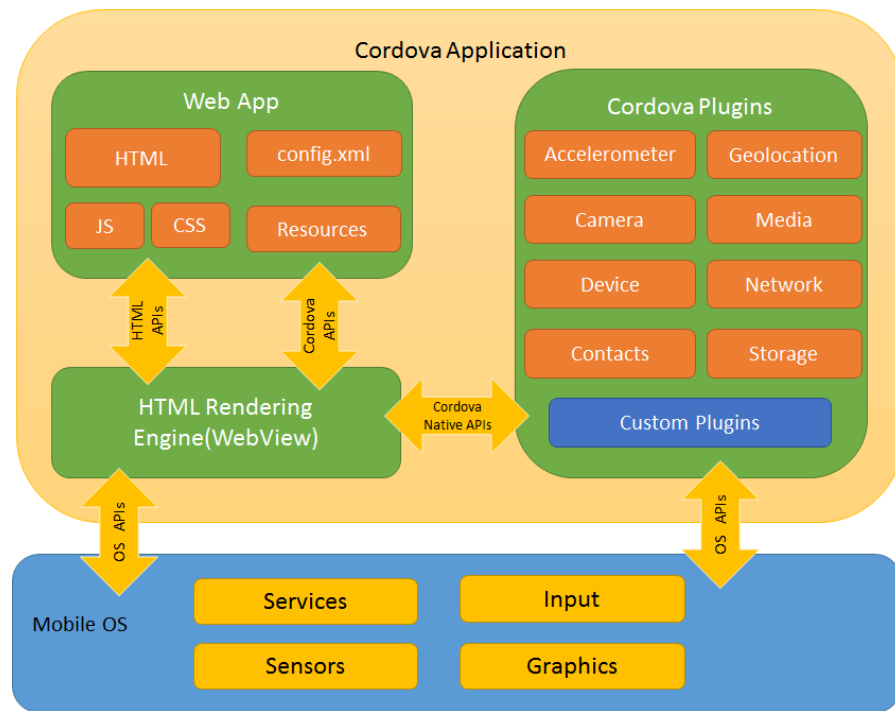 Cordova Application
Web App
HTML
config.xml
JS
CSS
Resources
HTML
APIs
Cordova
APIs
HTML Rendering
Engine(WebView)
Cordova
Native APIs
Cordova Plugins
Accelerometer
Geolocation
Camera
Media
Device
Network
Contacts
Storage
Custom Plugins
OS APIs
OS APIs
Mobile OS
Services
Input
Sensors
Graphics